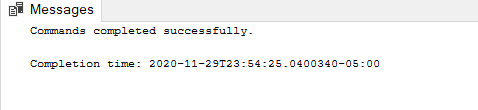 Messages
Commands completed successfully.
Completion time: 2020-11-29T23:54:25.0400340-05:00